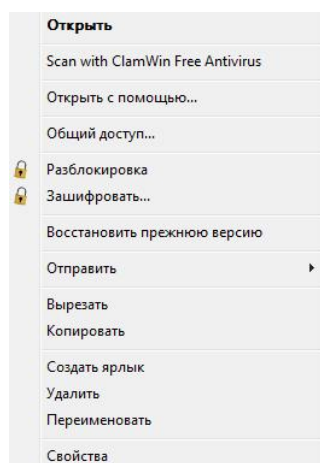 Открыть
Scan with ClamWin Free Antivirus
Открыть с помощью...
Общий доступ...
Разблокировка
Зашифровать...
Восстановить прежнюю версию
Отправить
Вырезать
Копировать
Создать ярлык
Удалить
Переименовать
Свойства